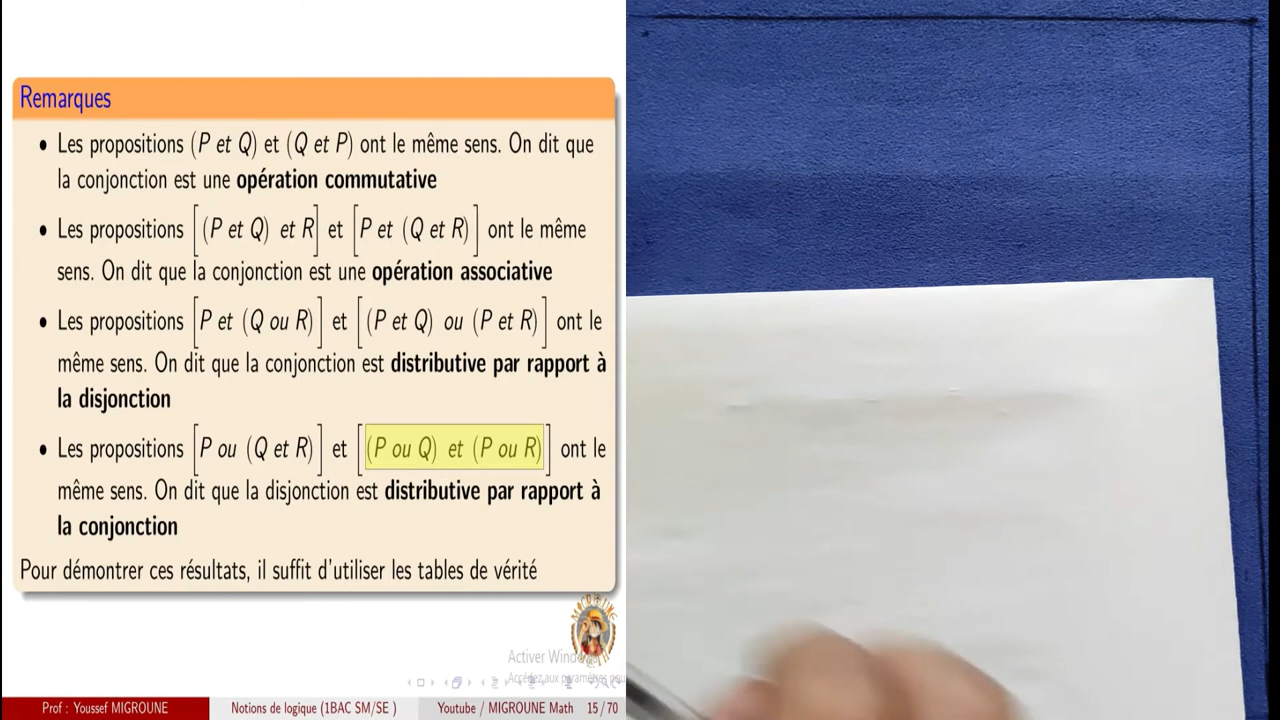 Remarques
• Les propositions (P et Q) et (Q et P) ont le même sens. On dit que
la conjonction est une opération commutative
• Les propositions [(P et Q) et R] et [P et (Q et R)] ont le même
sens. On dit que la conjonction est une opération associative
• Les propositions [P et (Q ou R)] et [(P et Q) ou (P et R)] ont le
même sens. On dit que la conjonction est distributive par rapport à
la disjonction
• Les propositions [P ou (Q et R)] et [(P ou Q) et (P ou R)] ont le
même sens. On dit que la disjonction est distributive par rapport à
la conjonction
Pour démontrer ces résultats, il suffit d'utiliser les tables de vérité
Activer Wind
Accédez aux paramètres pou
Prof : Youssef MIGROUNE Notions de logique (1BAC SM/SE ) Youtube / MIGROUNE Math 15 / 70